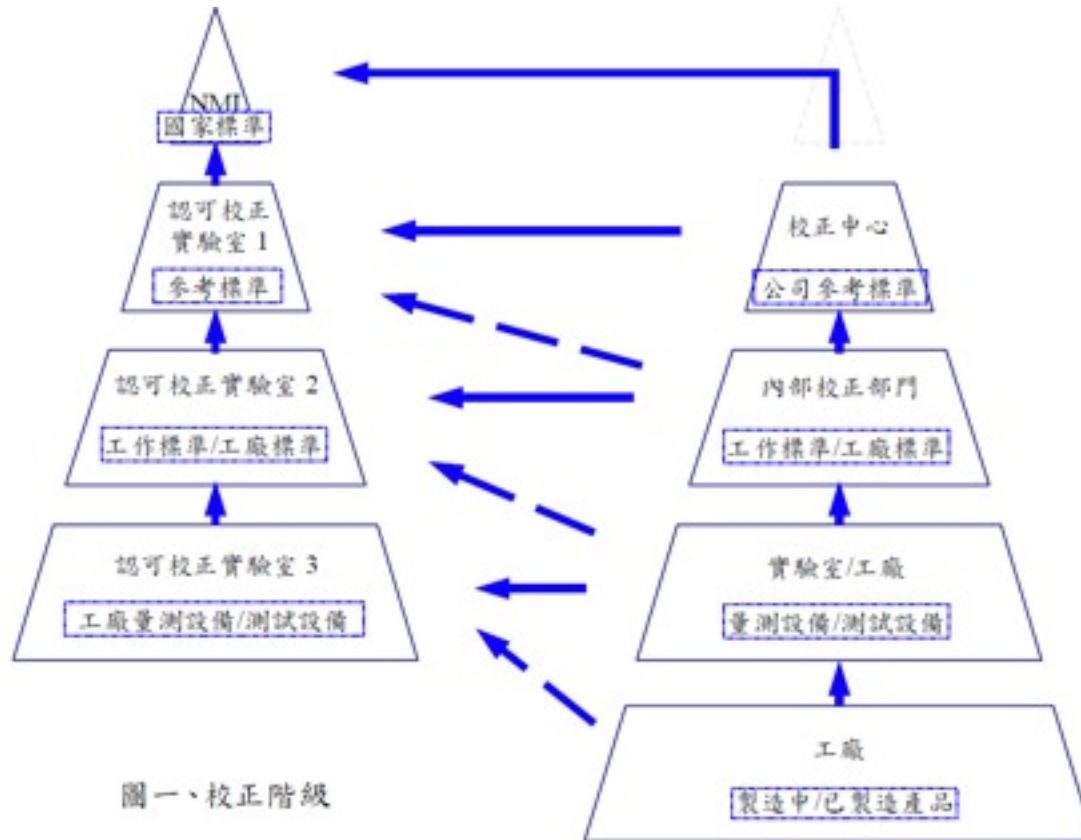 NMI
國家標準
認可校正
實驗室 1
參考標準
認可校正實驗室 2
工作標準/工廠標準
認可校正實驗室 3
工廠量測設備/測試設備
校正中心
公司參考標準
內部校正部門
工作標準/工廠標準
實驗室/工廠
量測設備/測試設備
工廠
製造中/已製造產品
圖一、校正階級